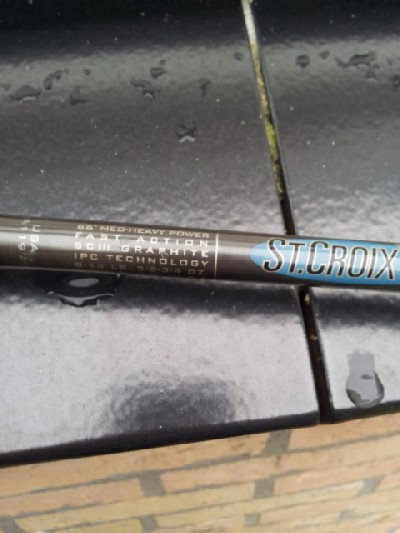 MED-HEAVY POWER
FAST ACTION
SCIII GRAPHITE
IPC TECHNOLOGY
ST.CROIX
USA